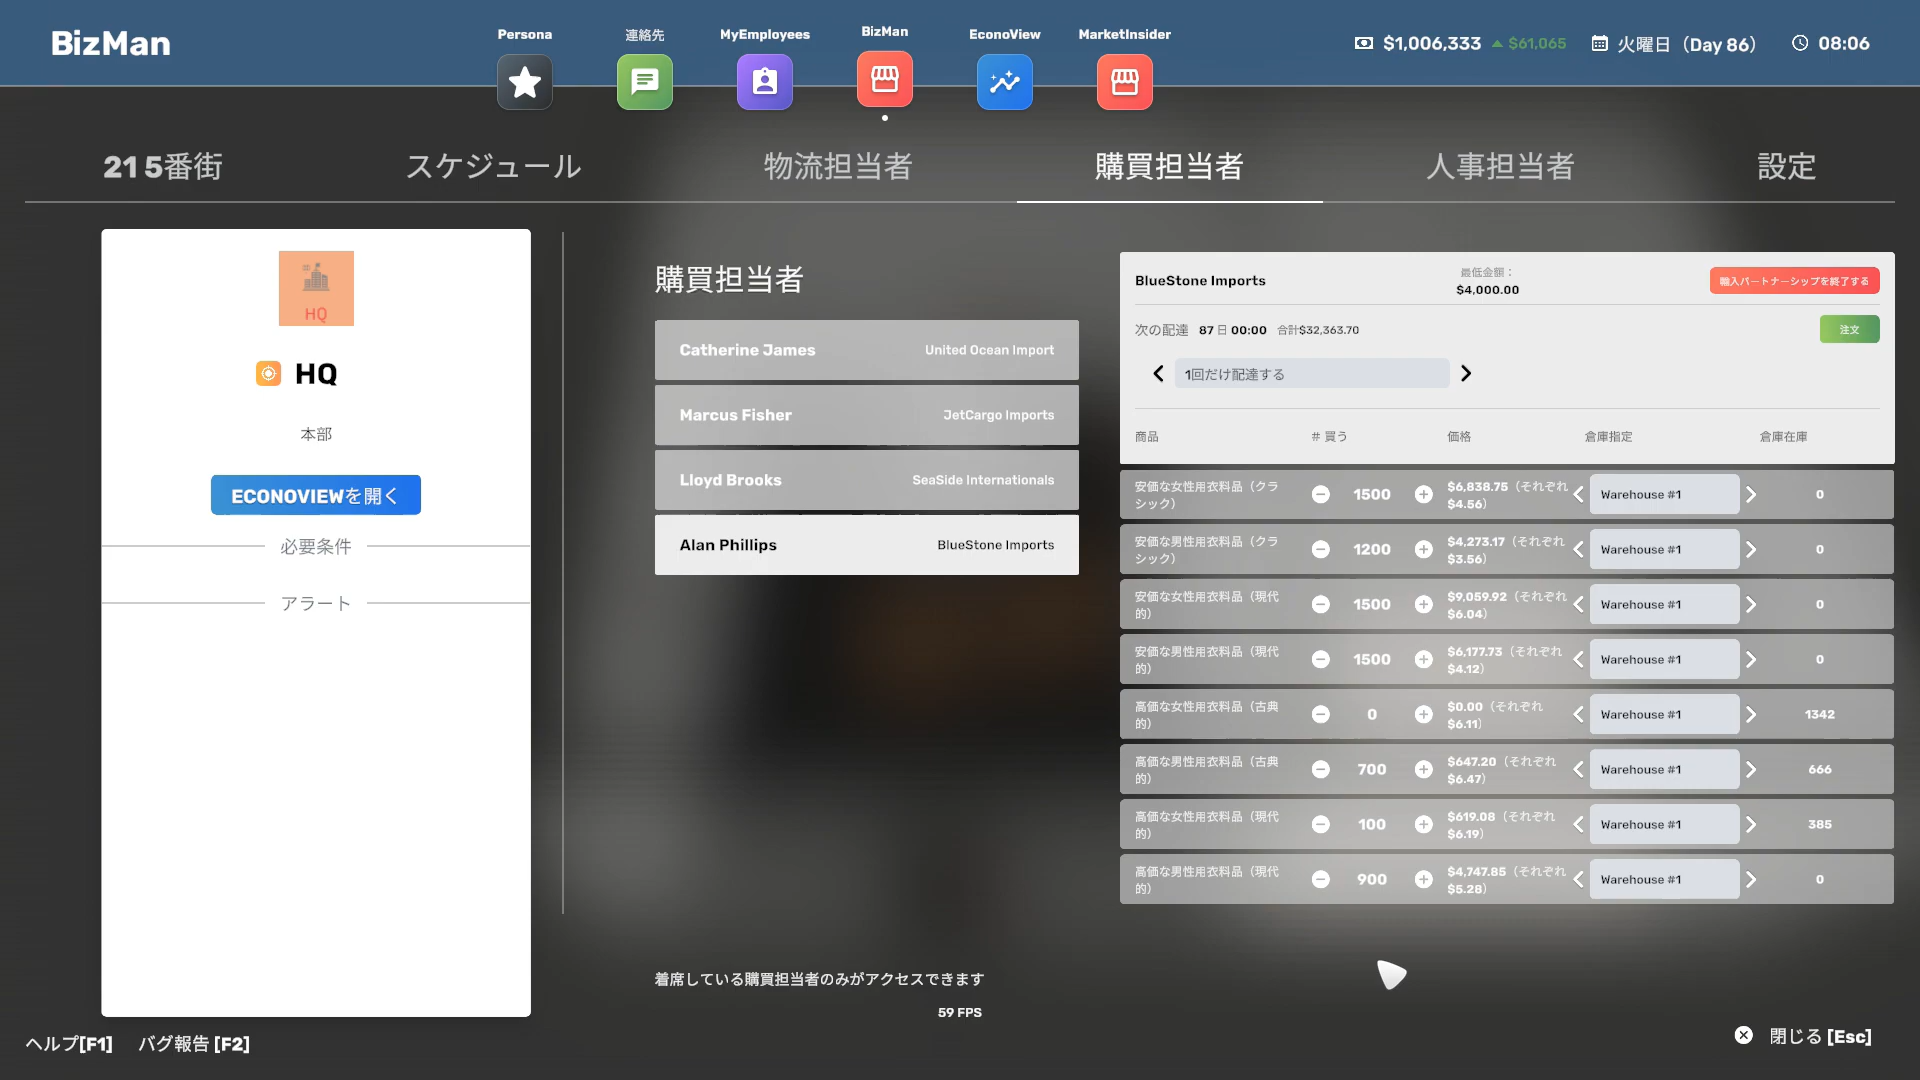 BizMan
Persona
連絡先
MyEmployees
BizMan
EconoView
MarketInsider
$1,006,333 $61,065 火曜日（Day 86） 08:06
21 5番街 スケジュール 物流担当者 購買担当者 人事担当者 設定
HQ
HQ
本部
ECONOVIEWを開く
必要条件
アラート
購買担当者
Catherine James United Ocean Import
Marcus Fisher JetCargo Imports
Lloyd Brooks SeaSide Internationals
Alan Phillips BlueStone Imports
着席している購買担当者のみがアクセスできます
59 FPS
BlueStone Imports
最低金額：
$4,000.00
輸入パートナーシップを終了する
次の配達 87 日 00:00 合計$32,363.70
注文
1回だけ配達する
商品 # 買う 価格 倉庫指定 倉庫在庫
安価な女性用衣料品（クラ
シック） 1500 $6,838.75（それぞれ
$4.56） Warehouse #1 0
安価な男性用衣料品（クラ
シック） 1200 $4,273.17（それぞれ
$3.56） Warehouse #1 0
安価な女性用衣料品（現代
的） 1500 $9,059.92（それぞれ
$6.04） Warehouse #1 0
安価な男性用衣料品（現代
的） 1500 $6,177.73（それぞれ
$4.12） Warehouse #1 0
高価な女性用衣料品（古典
的） 0 $0.00（それぞれ
$6.11） Warehouse #1 1342
高価な男性用衣料品（古典
的） 700 $647.20（それぞれ
$6.47） Warehouse #1 666
高価な女性用衣料品（現代
的） 100 $619.08（それぞれ
$6.19） Warehouse #1 385
高価な男性用衣料品（現代
的） 900 $4,747.85（それぞれ
$5.28） Warehouse #1 0
ヘルプ[F1] バグ報告 [F2]
閉じる [Esc]